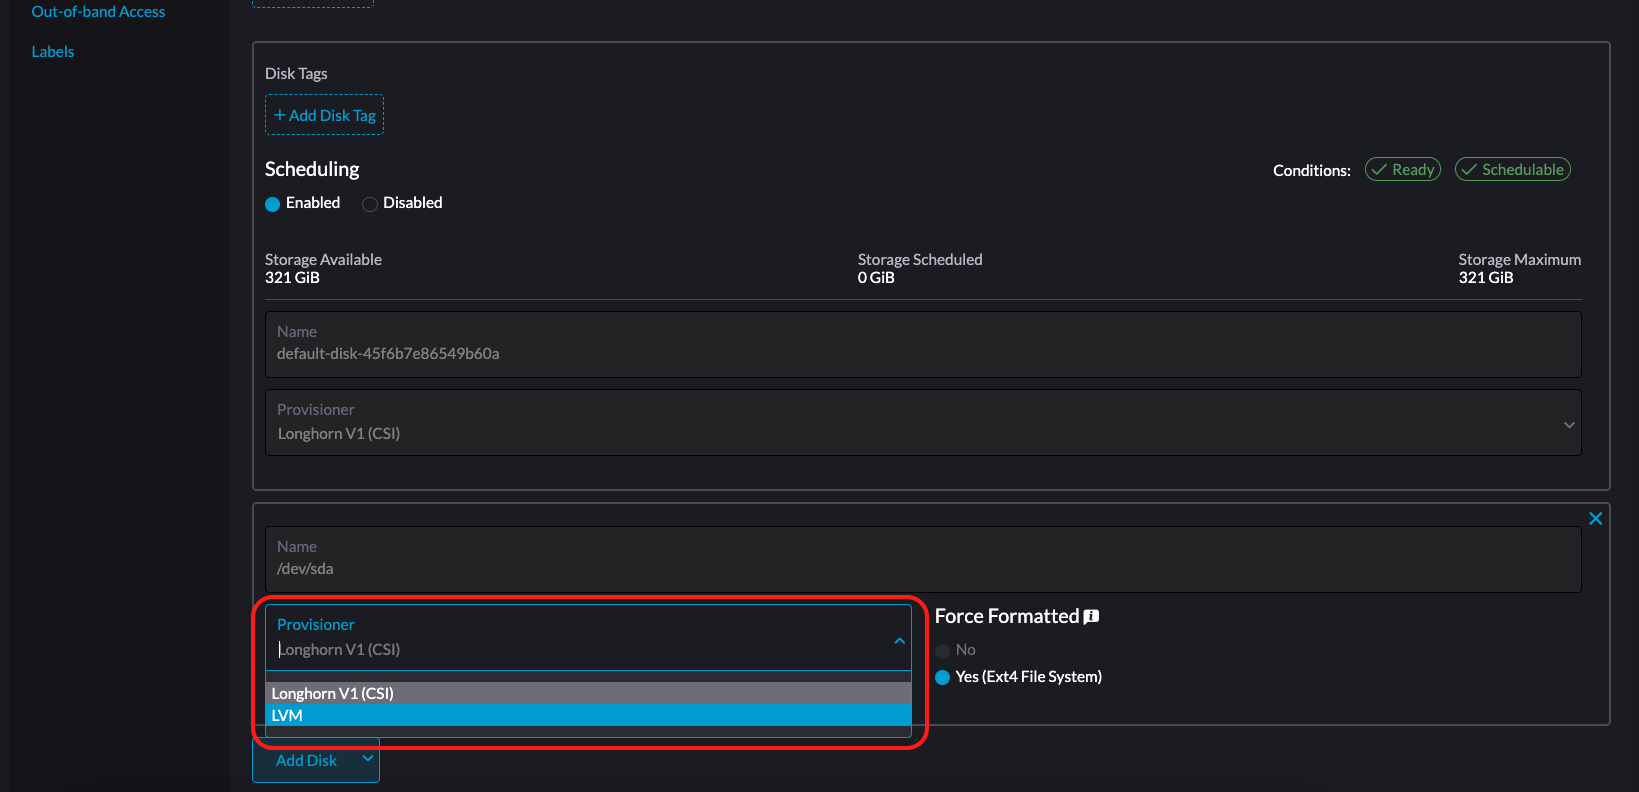 Out-of-band Access
Labels
Disk Tags
+ Add Disk Tag
Scheduling
Conditions: Ready Schedulable
Enabled Disabled
Storage Available Storage Scheduled Storage Maximum
321 GiB 0 GiB 321 GiB
Name
default-disk-45f6b7e86549b60a
Provisioner
Longhorn V1 (CSI)
Name
/dev/sda
Provisioner
Longhorn V1 (CSI)
Longhorn V1 (CSI)
LVM
Force Formatted
No
Yes (Ext4 File System)
Add Disk